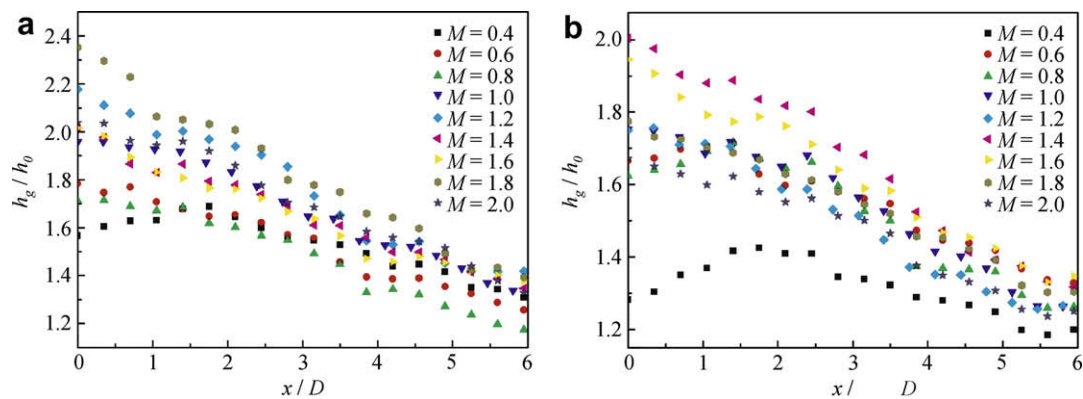 a
2.4
2.2
2.0
1.8
1.6
1.4
1.2
h_g / h_0
0 1 2 3 4 5 6
x / D
M = 0.4
M = 0.6
M = 0.8
M = 1.0
M = 1.2
M = 1.4
M = 1.6
M = 1.8
M = 2.0
b
2.0
1.8
1.6
1.4
1.2
h_g / h_0
0 1 2 3 4 5 6
x / D
M = 0.4
M = 0.6
M = 0.8
M = 1.0
M = 1.2
M = 1.4
M = 1.6
M = 1.8
M = 2.0